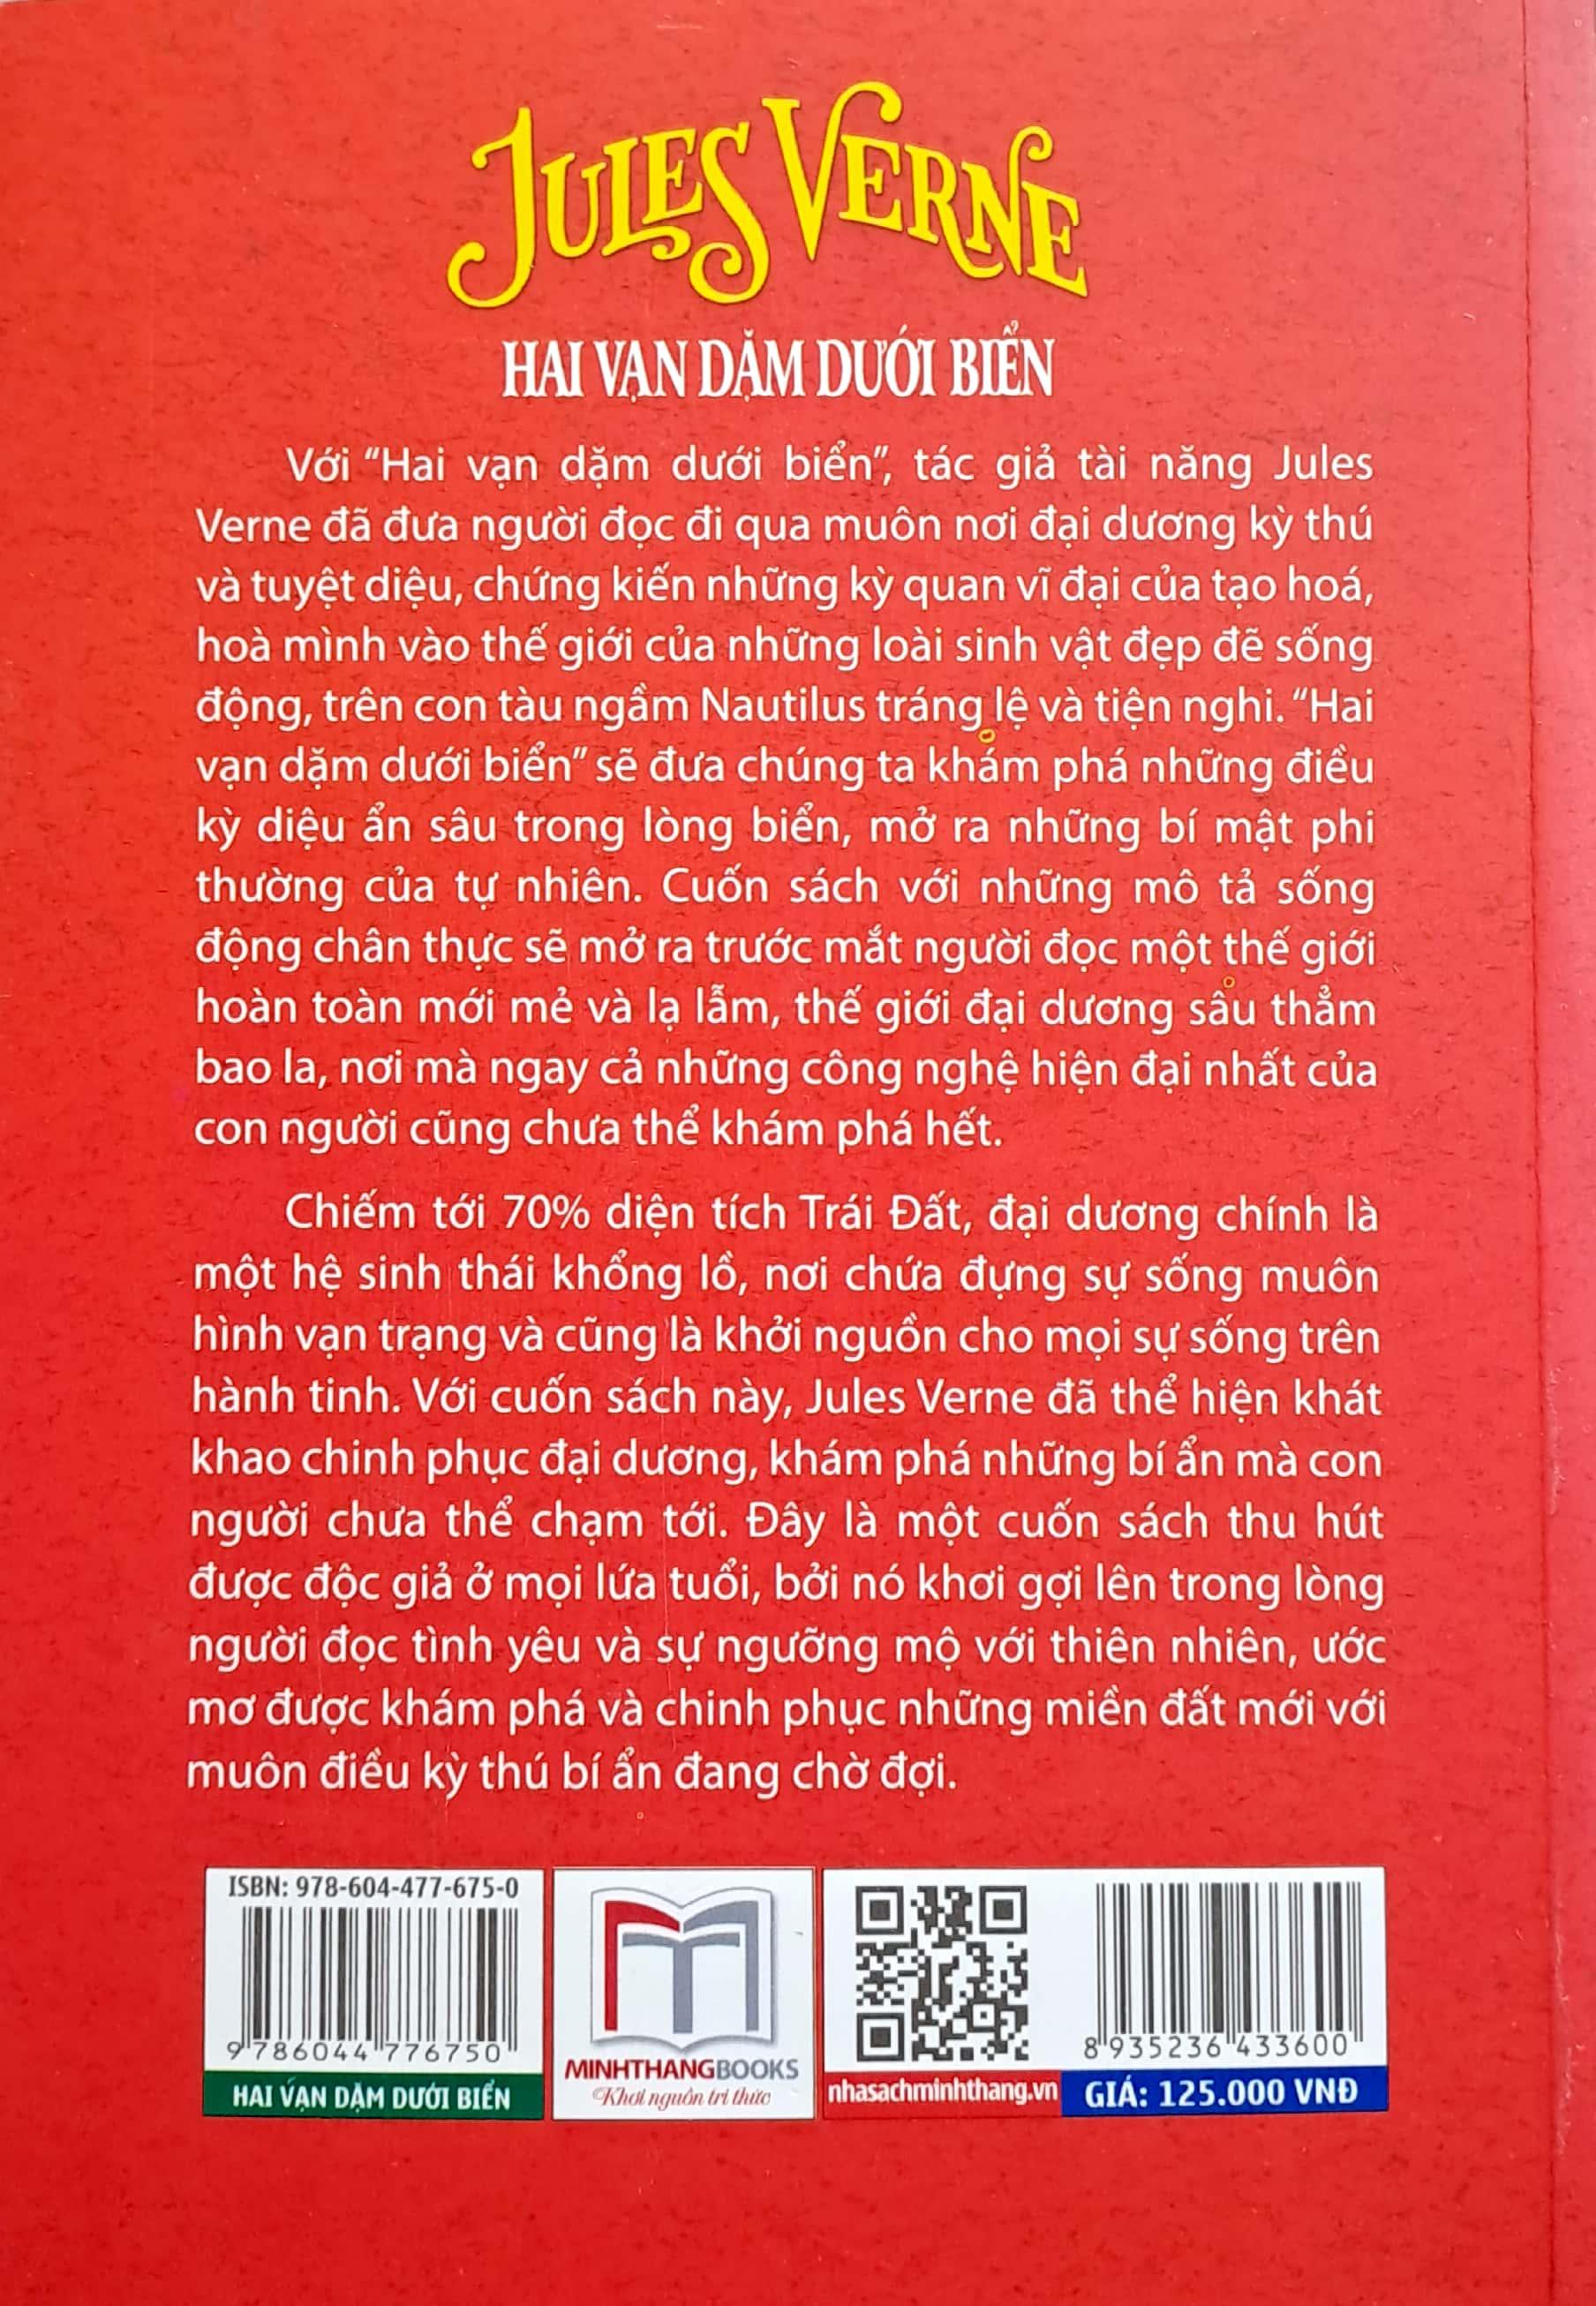 JULES VERNE
HAI VẠN DẶM DƯỚI BIỂN
Với “Hai vạn dặm dưới biển”, tác giả tài năng Jules
Verne đã đưa người đọc đi qua muôn nơi đại dương kỳ thú
và tuyệt diệu, chứng kiến những kỳ quan vĩ đại của tạo hoá,
hoà mình vào thế giới của những loài sinh vật đẹp đẽ sống
động, trên con tàu ngầm Nautilus tráng lệ và tiện nghi. “Hai
vạn dặm dưới biển” sẽ đưa chúng ta khám phá những điều
kỳ diệu ẩn sâu trong lòng biển, mở ra những bí mật phi
thường của tự nhiên. Cuốn sách với những mô tả sống
động chân thực sẽ mở ra trước mắt người đọc một thế giới
hoàn toàn mới mẻ và lạ lẫm, thế giới đại dương sâu thẳm
bao la, nơi mà ngay cả những công nghệ hiện đại nhất của
con người cũng chưa thể khám phá hết.
Chiếm tới 70% diện tích Trái Đất, đại dương chính là
một hệ sinh thái khổng lồ, nơi chứa đựng sự sống muôn
hình vạn trạng và cũng là khởi nguồn cho mọi sự sống trên
hành tinh. Với cuốn sách này, Jules Verne đã thể hiện khát
khao chinh phục đại dương, khám phá những bí ẩn mà con
người chưa thể chạm tới. Đây là một cuốn sách thu hút
được độc giả ở mọi lứa tuổi, bởi nó khơi gợi lên trong lòng
người đọc tình yêu và sự ngưỡng mộ với thiên nhiên, ước
mơ được khám phá và chinh phục những miền đất mới với
muôn điều kỳ thú bí ẩn đang chờ đợi.
ISBN: 978-604-477-675-0
9 786044 776750
HAI VẠN DẶM DƯỚI BIỂN
MINHTHANGBOOKS
Khơi nguồn tri thức
nhasachminhthang.vn
8 935236 433600
GIÁ: 125.000 VNĐ